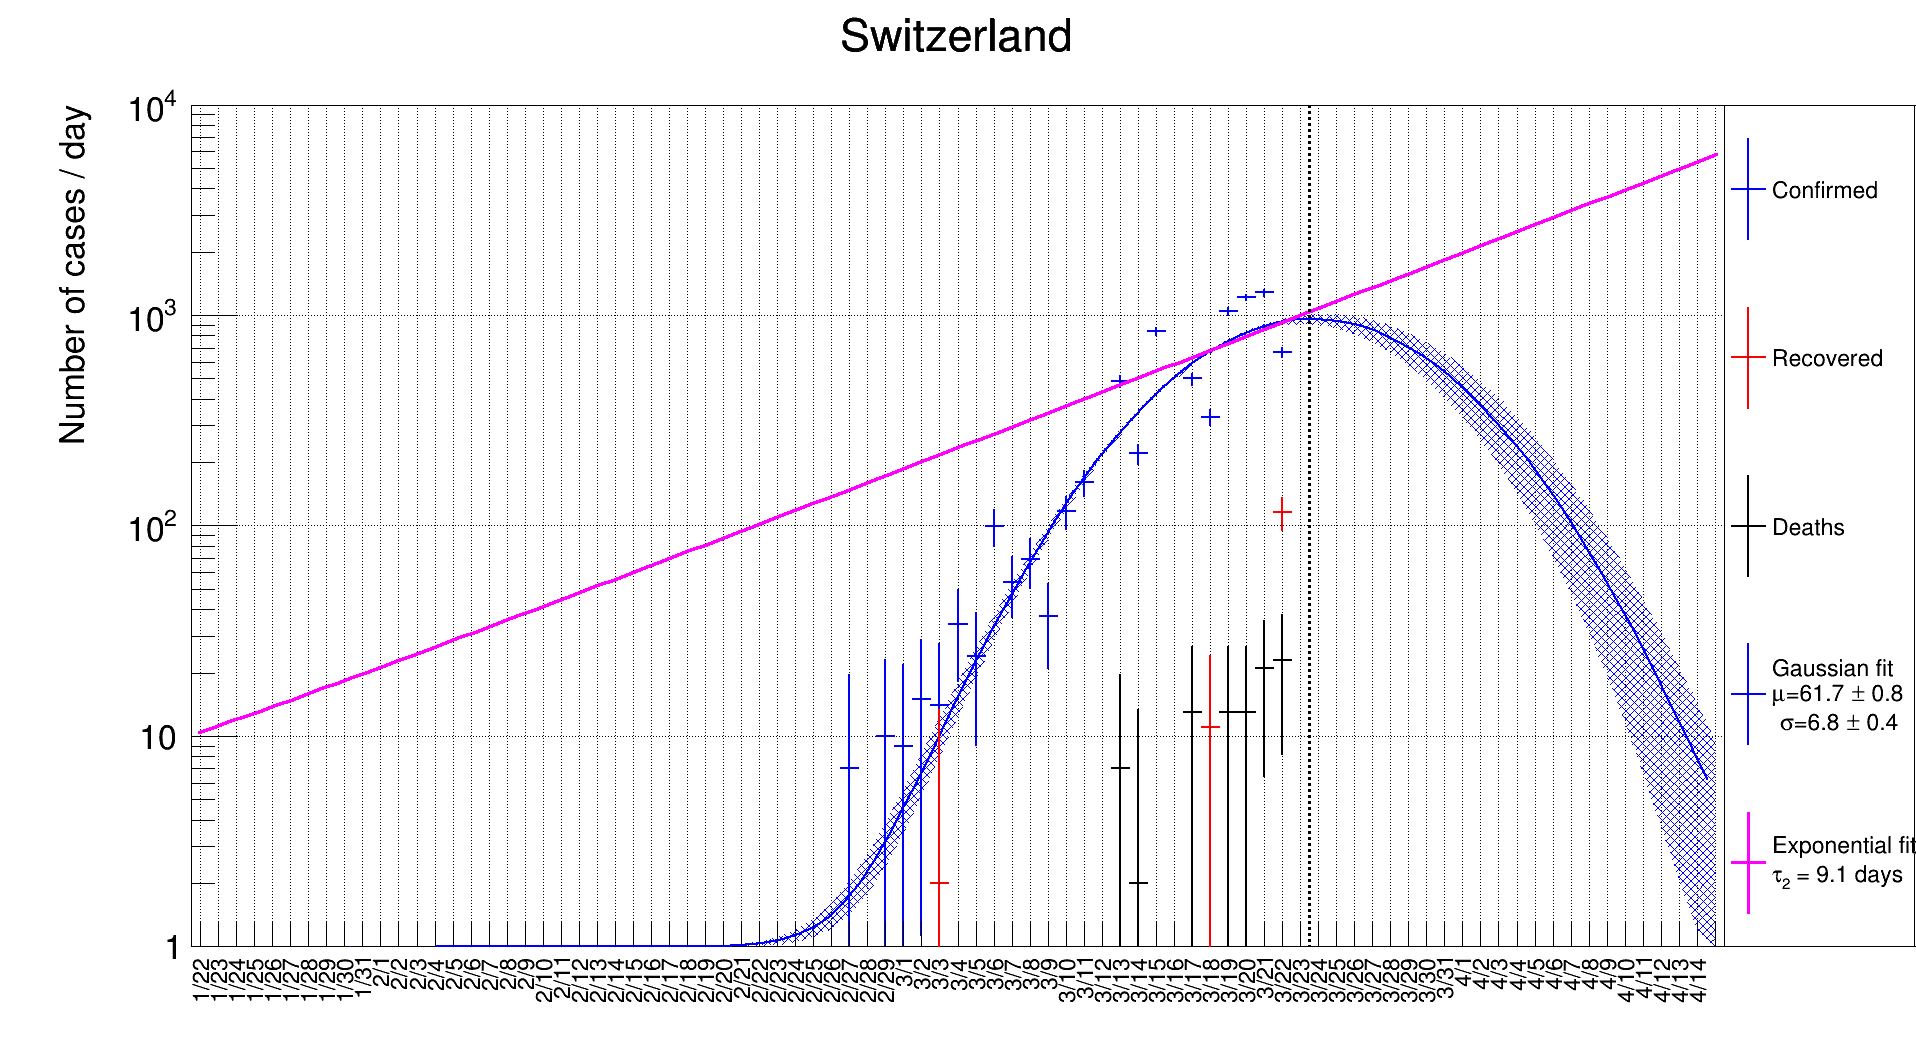 Switzerland
Number of cases / day
10^4
10^3
10^2
10
1
1/22 1/23 1/24 1/25 1/26 1/27 1/28 1/29 1/30 1/31 2/1 2/2 2/3 2/4 2/5 2/6 2/7 2/8 2/9 2/10 2/11 2/12 2/13 2/14 2/15 2/16 2/17 2/18 2/19 2/20 2/21 2/22 2/23 2/24 2/25 2/26 2/27 2/28 2/29 3/1 3/2 3/3 3/4 3/5 3/6 3/7 3/8 3/9 3/10 3/11 3/12 3/13 3/14 3/15 3/16 3/17 3/18 3/19 3/20 3/21 3/22 3/23 3/24 3/25 3/26 3/27 3/28 3/29 3/30 3/31 4/1 4/2 4/3 4/4 4/5 4/6 4/7 4/8 4/9 4/10 4/11 4/12 4/13 4/14
Confirmed
Recovered
Deaths
Gaussian fit
μ=61.7 ± 0.8
σ=6.8 ± 0.4
Exponential fit
τ₂ = 9.1 days